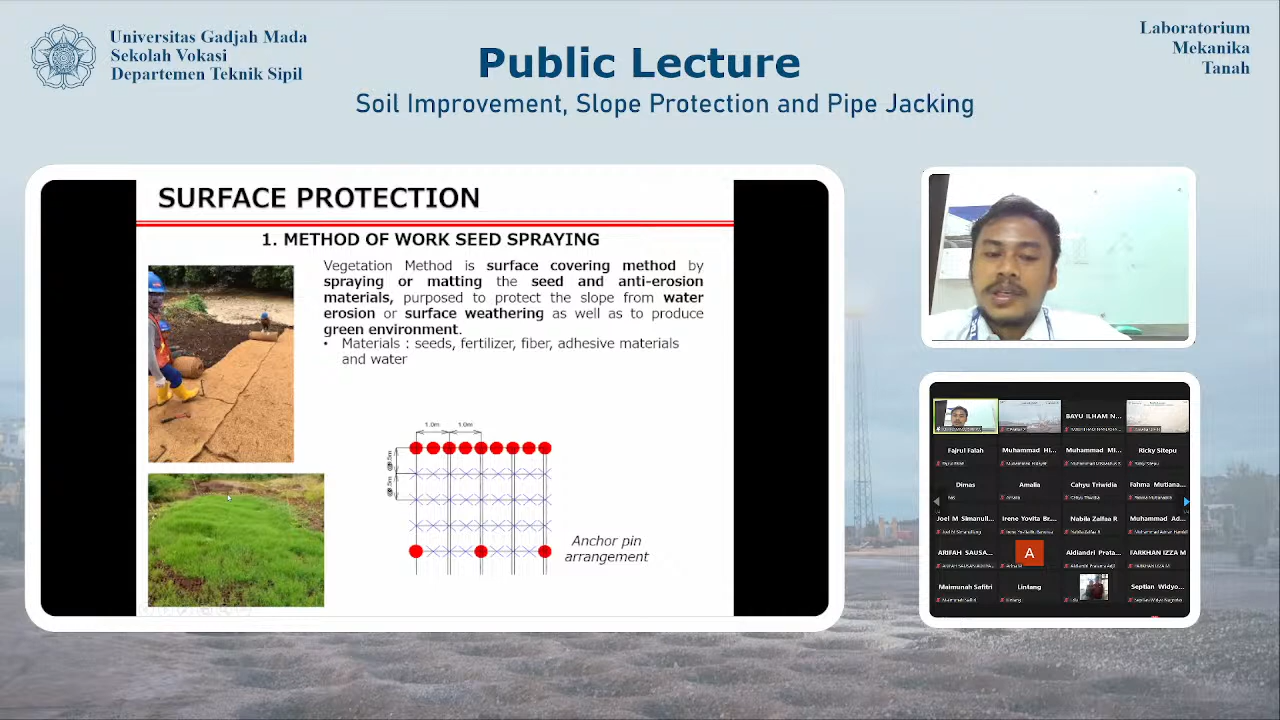 Universitas Gadjah Mada
Sekolah Vokasi
Departemen Teknik Sipil
Public Lecture
Soil Improvement, Slope Protection and Pipe Jacking
Laboratorium
Mekanika
Tanah
SURFACE PROTECTION
1. METHOD OF WORK SEED SPRAYING
Vegetation Method is surface covering method by
spraying or matting the seed and anti-erosion
materials, purposed to protect the slope from water
erosion or surface weathering as well as to produce
green environment.
• Materials : seeds, fertilizer, fiber, adhesive materials
and water
1.0m 1.0m
Anchor pin
arrangement
BAYU ILHAM N...
Fajrul Falah Muhammad Hi... Muhammad Mi... Ricky Sitepu
Dimas Amalia Cahyu Triwidia Fahma Mutiana...
Joel M Simanull... Irene Yovita Br... Nabila Zalfaa R Muhammad Ad...
ARIFAH SAUSA... A Aldiandri Prata... FARKHAN IZZA M
Maimunah Safitri Lintang Septian Widyo...